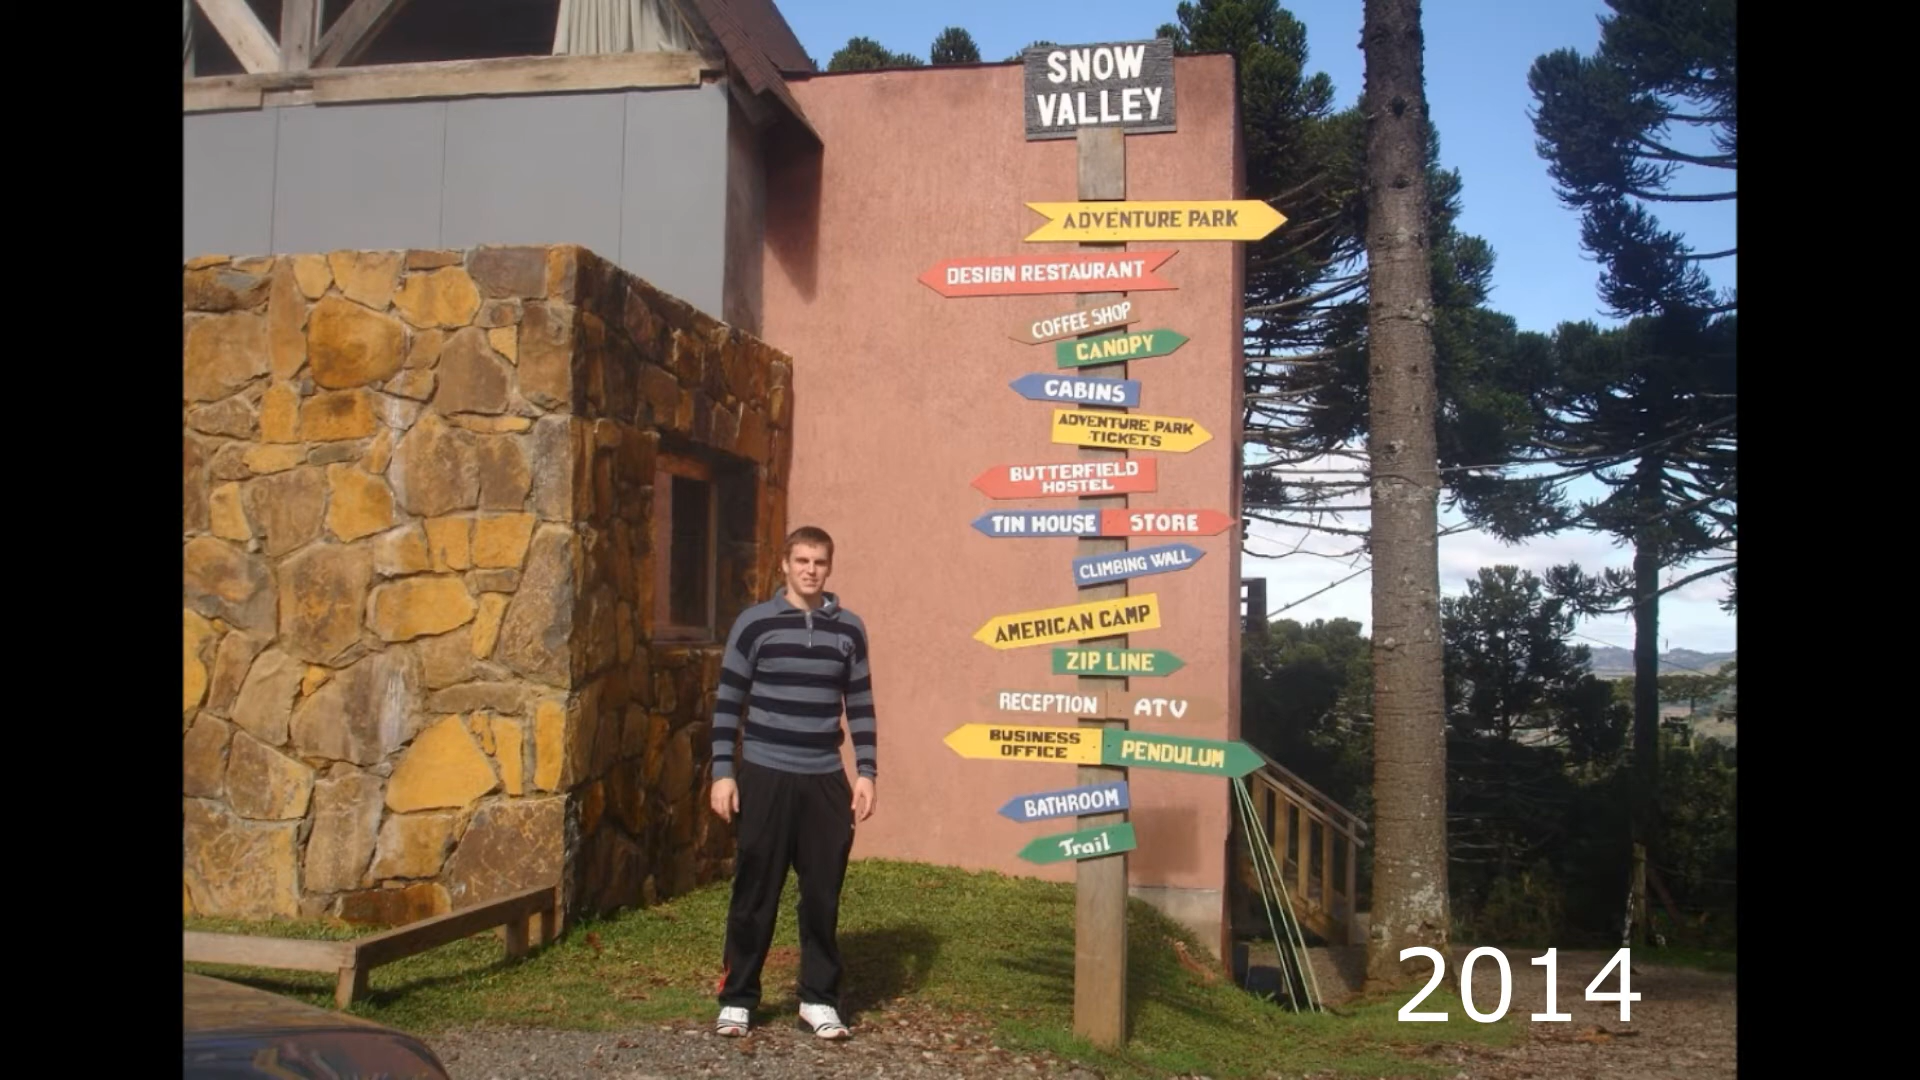 SNOW
VALLEY
ADVENTURE PARK
DESIGN RESTAURANT
COFFEE SHOP
CANOPY
CABINS
ADVENTURE PARK
TICKETS
BUTTERFIELD
HOSTEL
TIN HOUSE
STORE
CLIMBING WALL
AMERICAN CAMP
ZIP LINE
RECEPTION
ATV
BUSINESS
OFFICE
PENDULUM
BATHROOM
Trail
2014